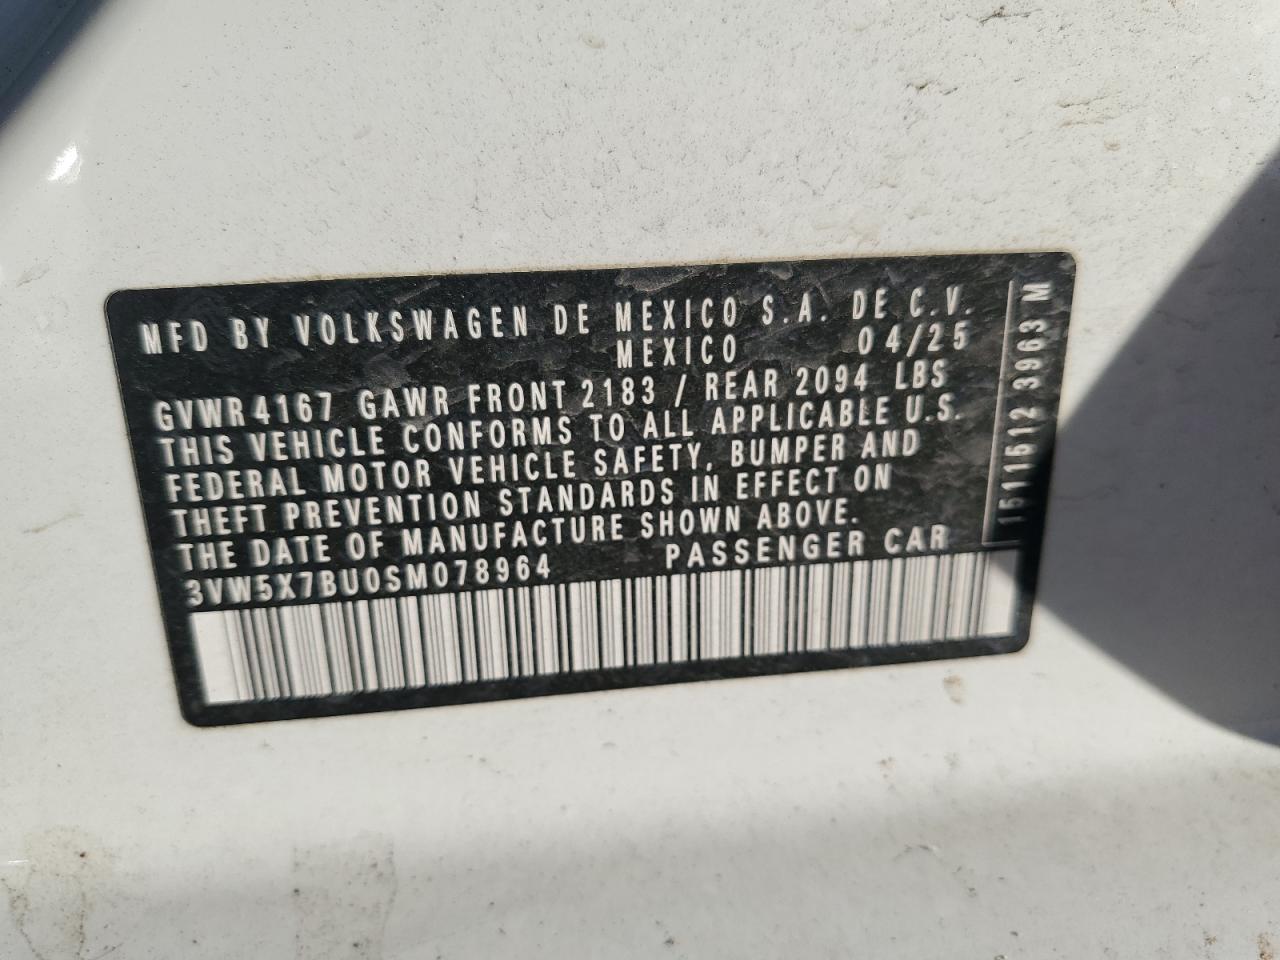 MFD BY VOLKSWAGEN DE MEXICO S.A. DE C.V.
MEXICO 04/25
GVWR 4167 GAWR FRONT 2183 / REAR 2094 LBS
THIS VEHICLE CONFORMS TO ALL APPLICABLE U.S.
FEDERAL MOTOR VEHICLE SAFETY, BUMPER AND
THEFT PREVENTION STANDARDS IN EFFECT ON
THE DATE OF MANUFACTURE SHOWN ABOVE.
3VW5X7BU0SM078964 PASSENGER CAR
1511512 3963 M